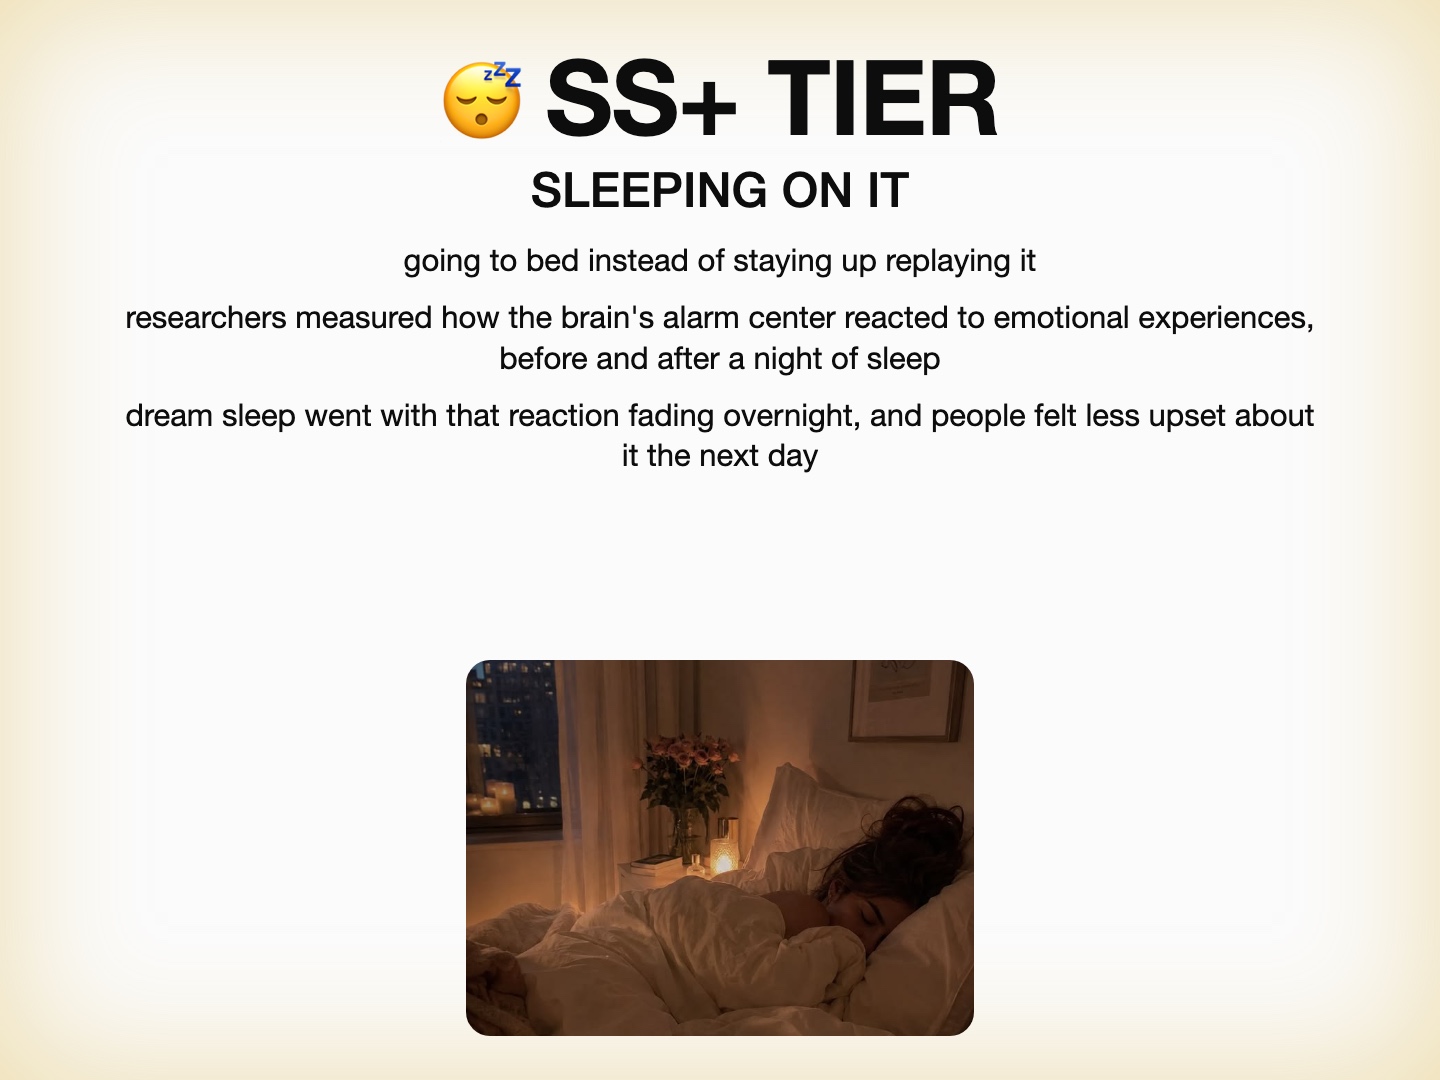 😴 SS+ TIER
SLEEPING ON IT
going to bed instead of staying up replaying it
researchers measured how the brain's alarm center reacted to emotional experiences,
before and after a night of sleep
dream sleep went with that reaction fading overnight, and people felt less upset about
it the next day